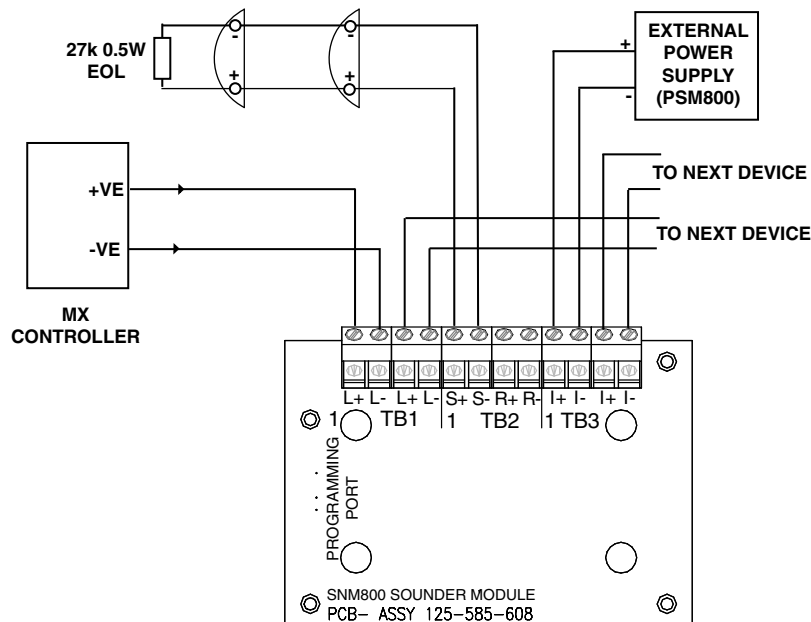 27k 0.5W
EOL
-
+
-
+
+
-
EXTERNAL
POWER
SUPPLY
(PSM800)
TO NEXT DEVICE
TO NEXT DEVICE
+VE
-VE
MX
CONTROLLER
L+ L- L+ L- S+ S- R+ R- I+ I- I+ I-
1 TB1 1 TB2 1 TB3
PROGRAMMING
PORT
SNM800 SOUNDER MODULE
PCB- ASSY 125-585-608